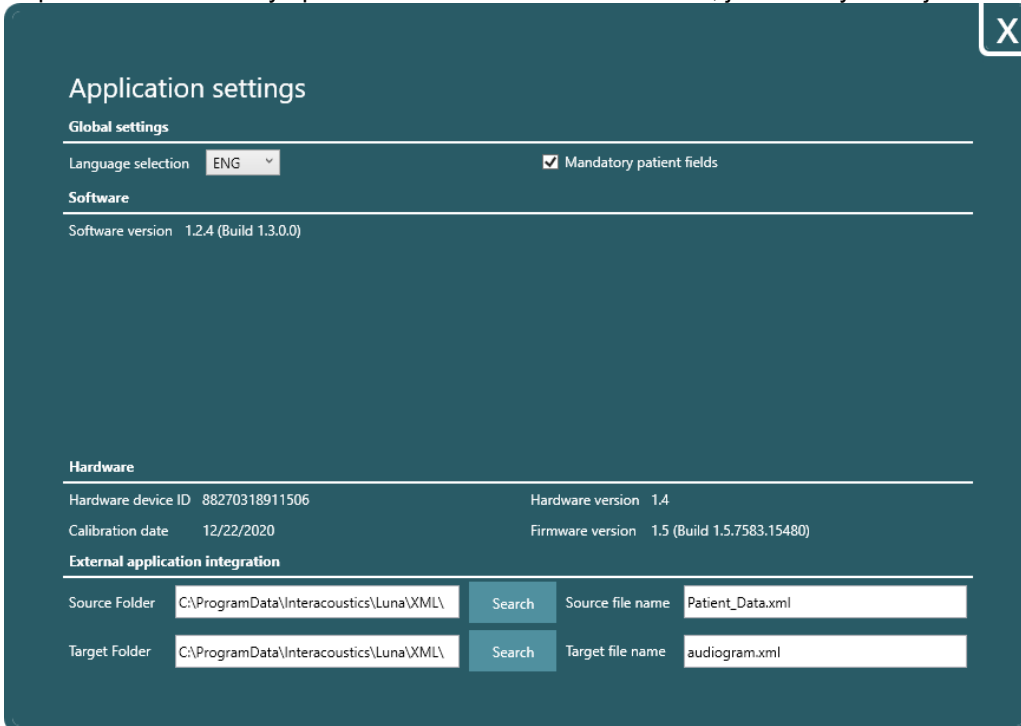 X
Application settings
Global settings
Language selection ENG Mandatory patient fields
Software
Software version 1.2.4 (Build 1.3.0.0)
Hardware
Hardware device ID 88270318911506 Hardware version 1.4
Calibration date 12/22/2020 Firmware version 1.5 (Build 1.5.7583.15480)
External application integration
Source Folder C:\ProgramData\Interacoustics\Luna\XML\ Search Source file name Patient_Data.xml
Target Folder C:\ProgramData\Interacoustics\Luna\XML\ Search Target file name audiogram.xml